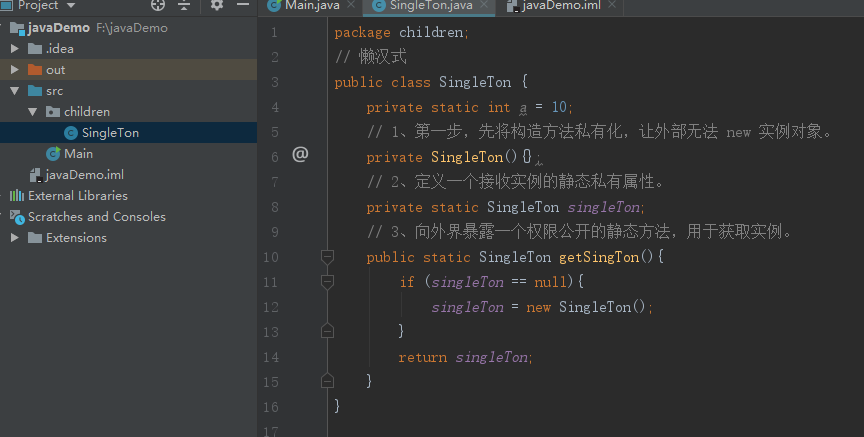 Project
Main.java
SingleTon.java
javaDemo.iml
javaDemo F:\javaDemo
.idea
out
src
children
SingleTon
Main
javaDemo.iml
External Libraries
Scratches and Consoles
Extensions
1 package children;
2 // 懒汉式
3 public class SingleTon {
4 private static int a = 10;
5 // 1、第一步，先将构造方法私有化，让外部无法 new 实例对象。
6 @ private SingleTon(){};
7 // 2、定义一个接收实例的静态私有属性。
8 private static SingleTon singleTon;
9 // 3、向外界暴露一个权限公开的静态方法，用于获取实例。
10 public static SingleTon getSingTon(){
11 if (singleTon == null){
12 singleTon = new SingleTon();
13 }
14 return singleTon;
15 }
16 }
17